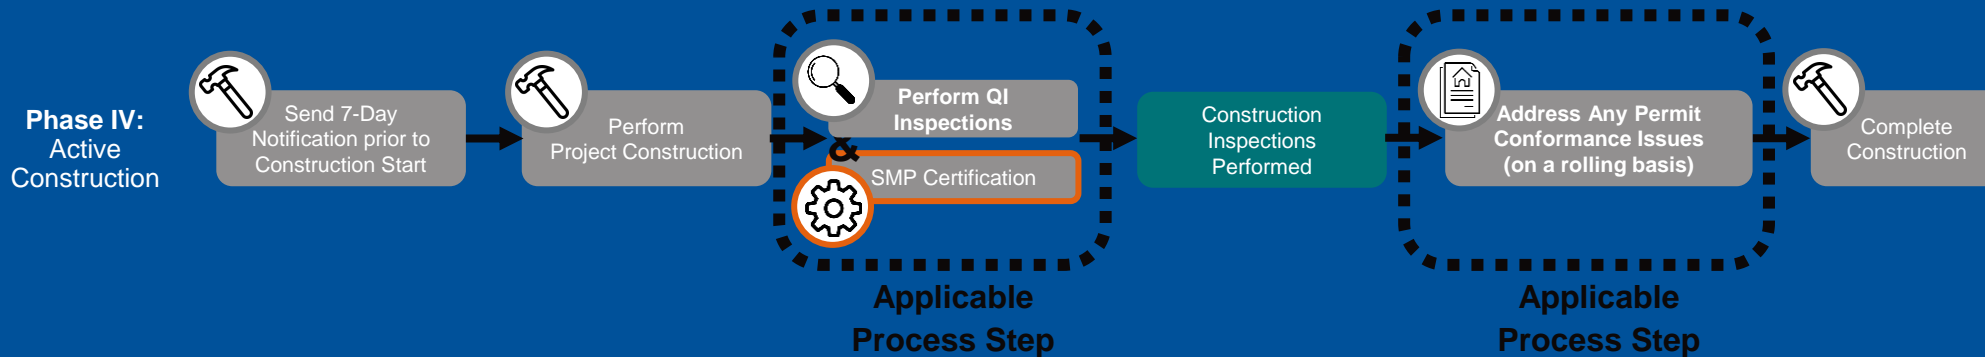 Phase IV:
Active
Construction
Send 7-Day
Notification prior to
Construction Start
Perform
Project Construction
Perform QI
Inspections
&
SMP Certification
Applicable
Process Step
Construction
Inspections
Performed
Address Any Permit
Conformance Issues
(on a rolling basis)
Applicable
Process Step
Complete
Construction